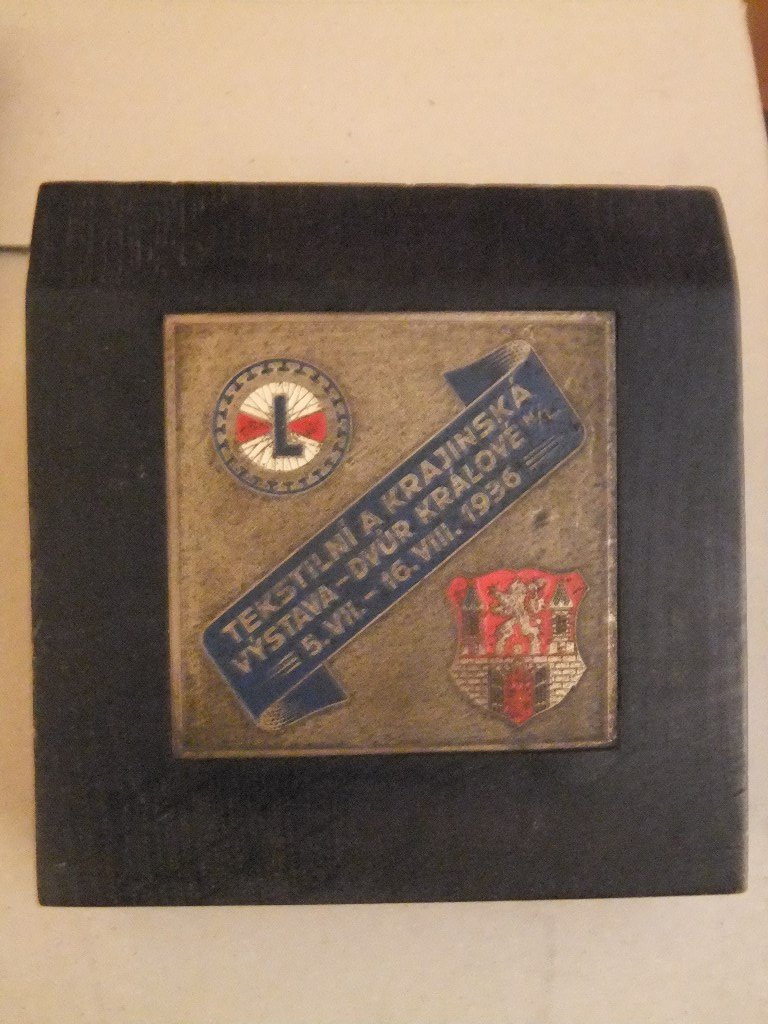 L
TEKSTILNÍ A KRAJINSKÁ
VÝSTAVA - DVŮR KRÁLOVÉ N/L.
5. VII. - 16. VIII. 1936